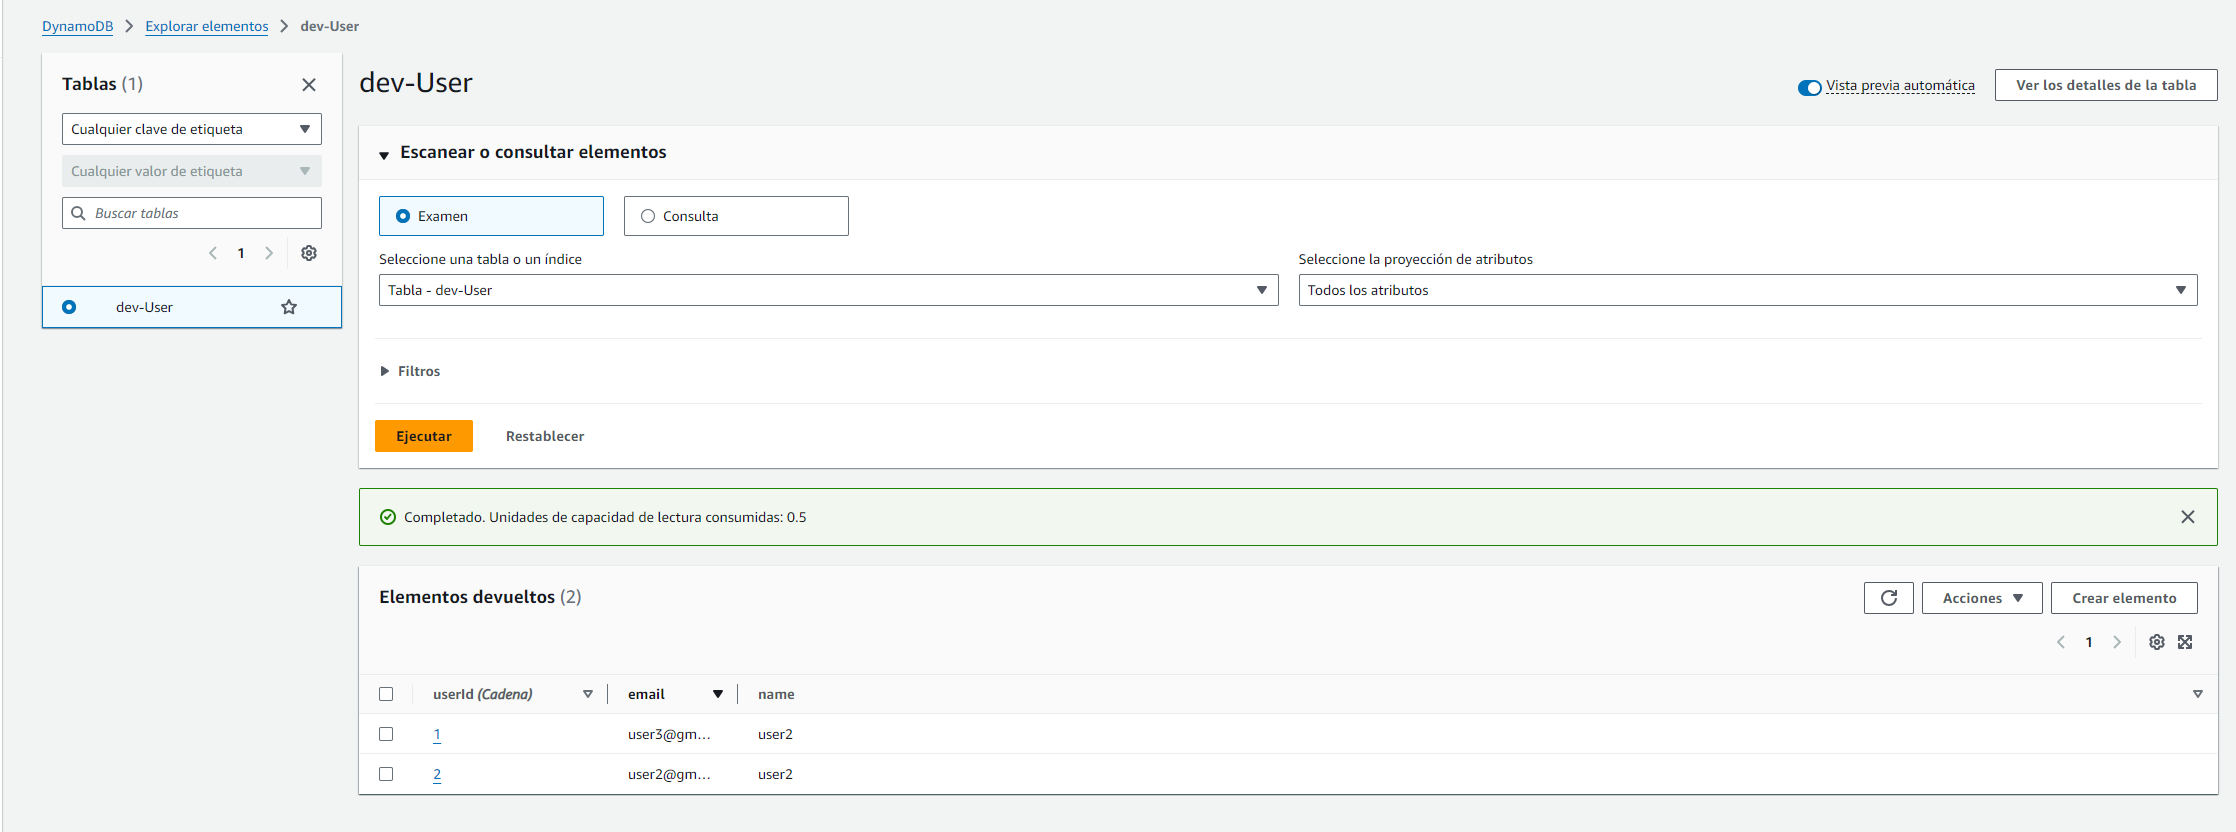 DynamoDB > Explorar elementos > dev-User
Tablas (1)
Cualquier clave de etiqueta
Cualquier valor de etiqueta
Buscar tablas
1
dev-User
dev-User
Vista previa automática
Ver los detalles de la tabla
Escanear o consultar elementos
Examen
Consulta
Seleccione una tabla o un índice
Tabla - dev-User
Seleccione la proyección de atributos
Todos los atributos
Filtros
Ejecutar
Restablecer
Completado. Unidades de capacidad de lectura consumidas: 0.5
Elementos devueltos (2)
Acciones
Crear elemento
1
userId (Cadena) email name
1 user3@gm... user2
2 user2@gm... user2